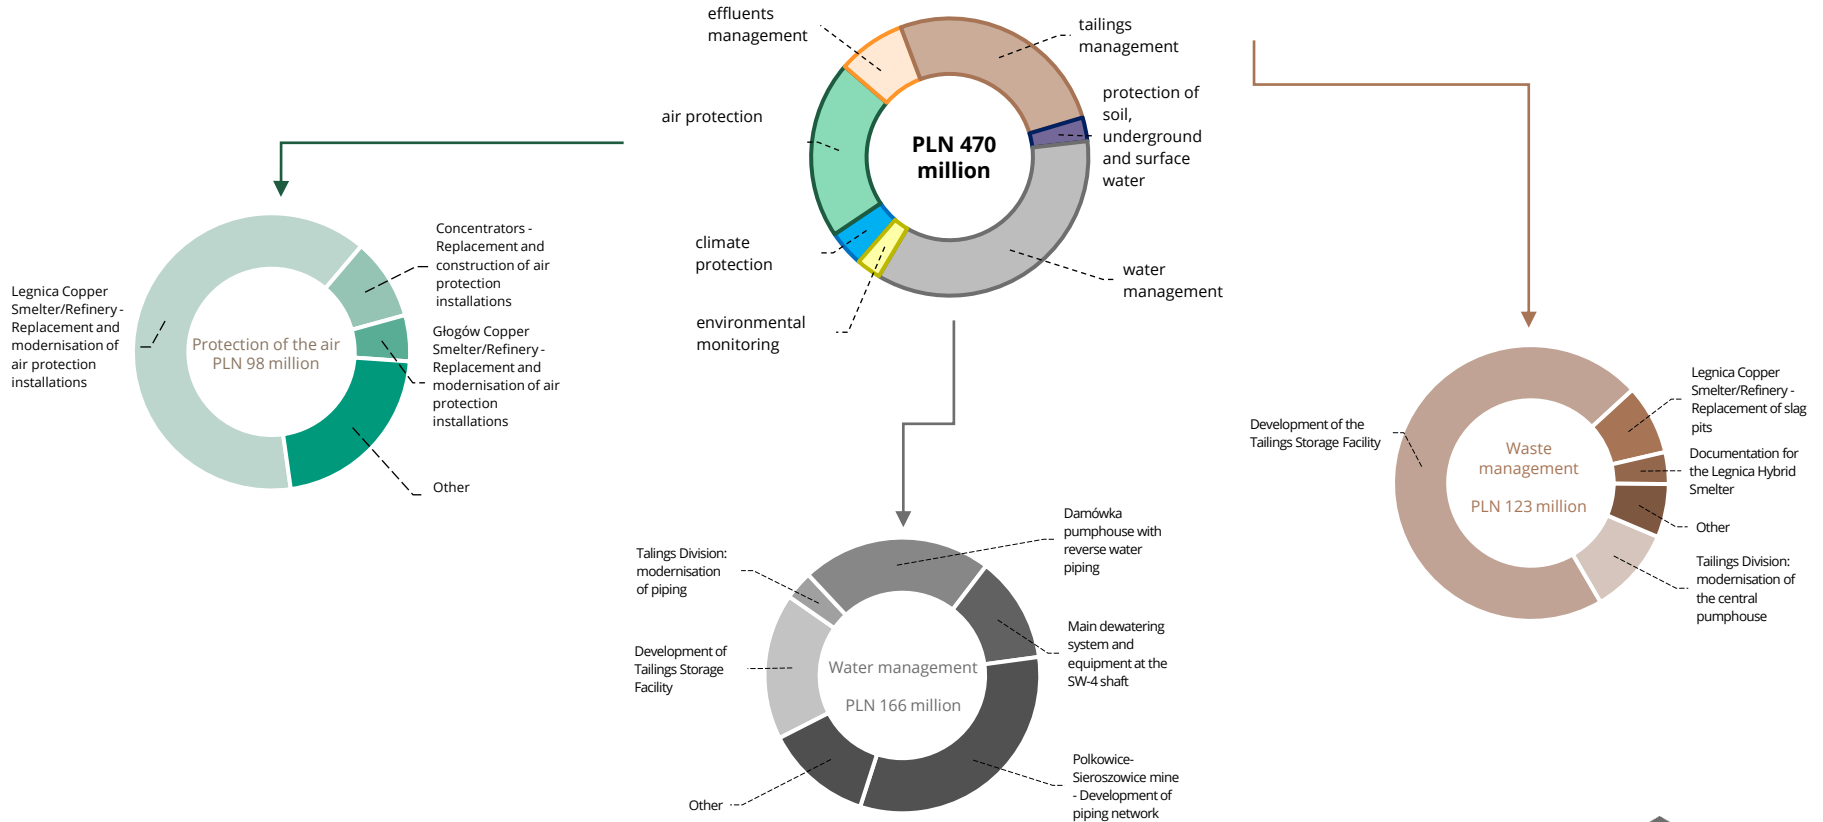 effluents
management
tailings
management
air protection
protection of
soil,
underground
and surface
water
PLN 470
million
climate
protection
environmental
monitoring
water
management
Legnica Copper
Smelter/Refinery -
Replacement and
modernisation of
air protection
installations
Concentrators -
Replacement and
construction of air
protection
installations
Głogów Copper
Smelter/Refinery -
Replacement and
modernisation of air
protection
installations
Other
Protection of the air
PLN 98 million
Talings Division:
modernisation
of piping
Development of
Tailings Storage
Facility
Other
Damówka
pumphouse with
reverse water
piping
Main dewatering
system and
equipment at the
SW-4 shaft
Polkowice-
Sieroszowice mine
- Development of
piping network
Water management
PLN 166 million
Development of the
Tailings Storage Facility
Waste
management
PLN 123 million
Legnica Copper
Smelter/Refinery -
Replacement of slag
pits
Documentation for
the Legnica Hybrid
Smelter
Other
Tailings Division:
modernisation of
the central
pumphouse